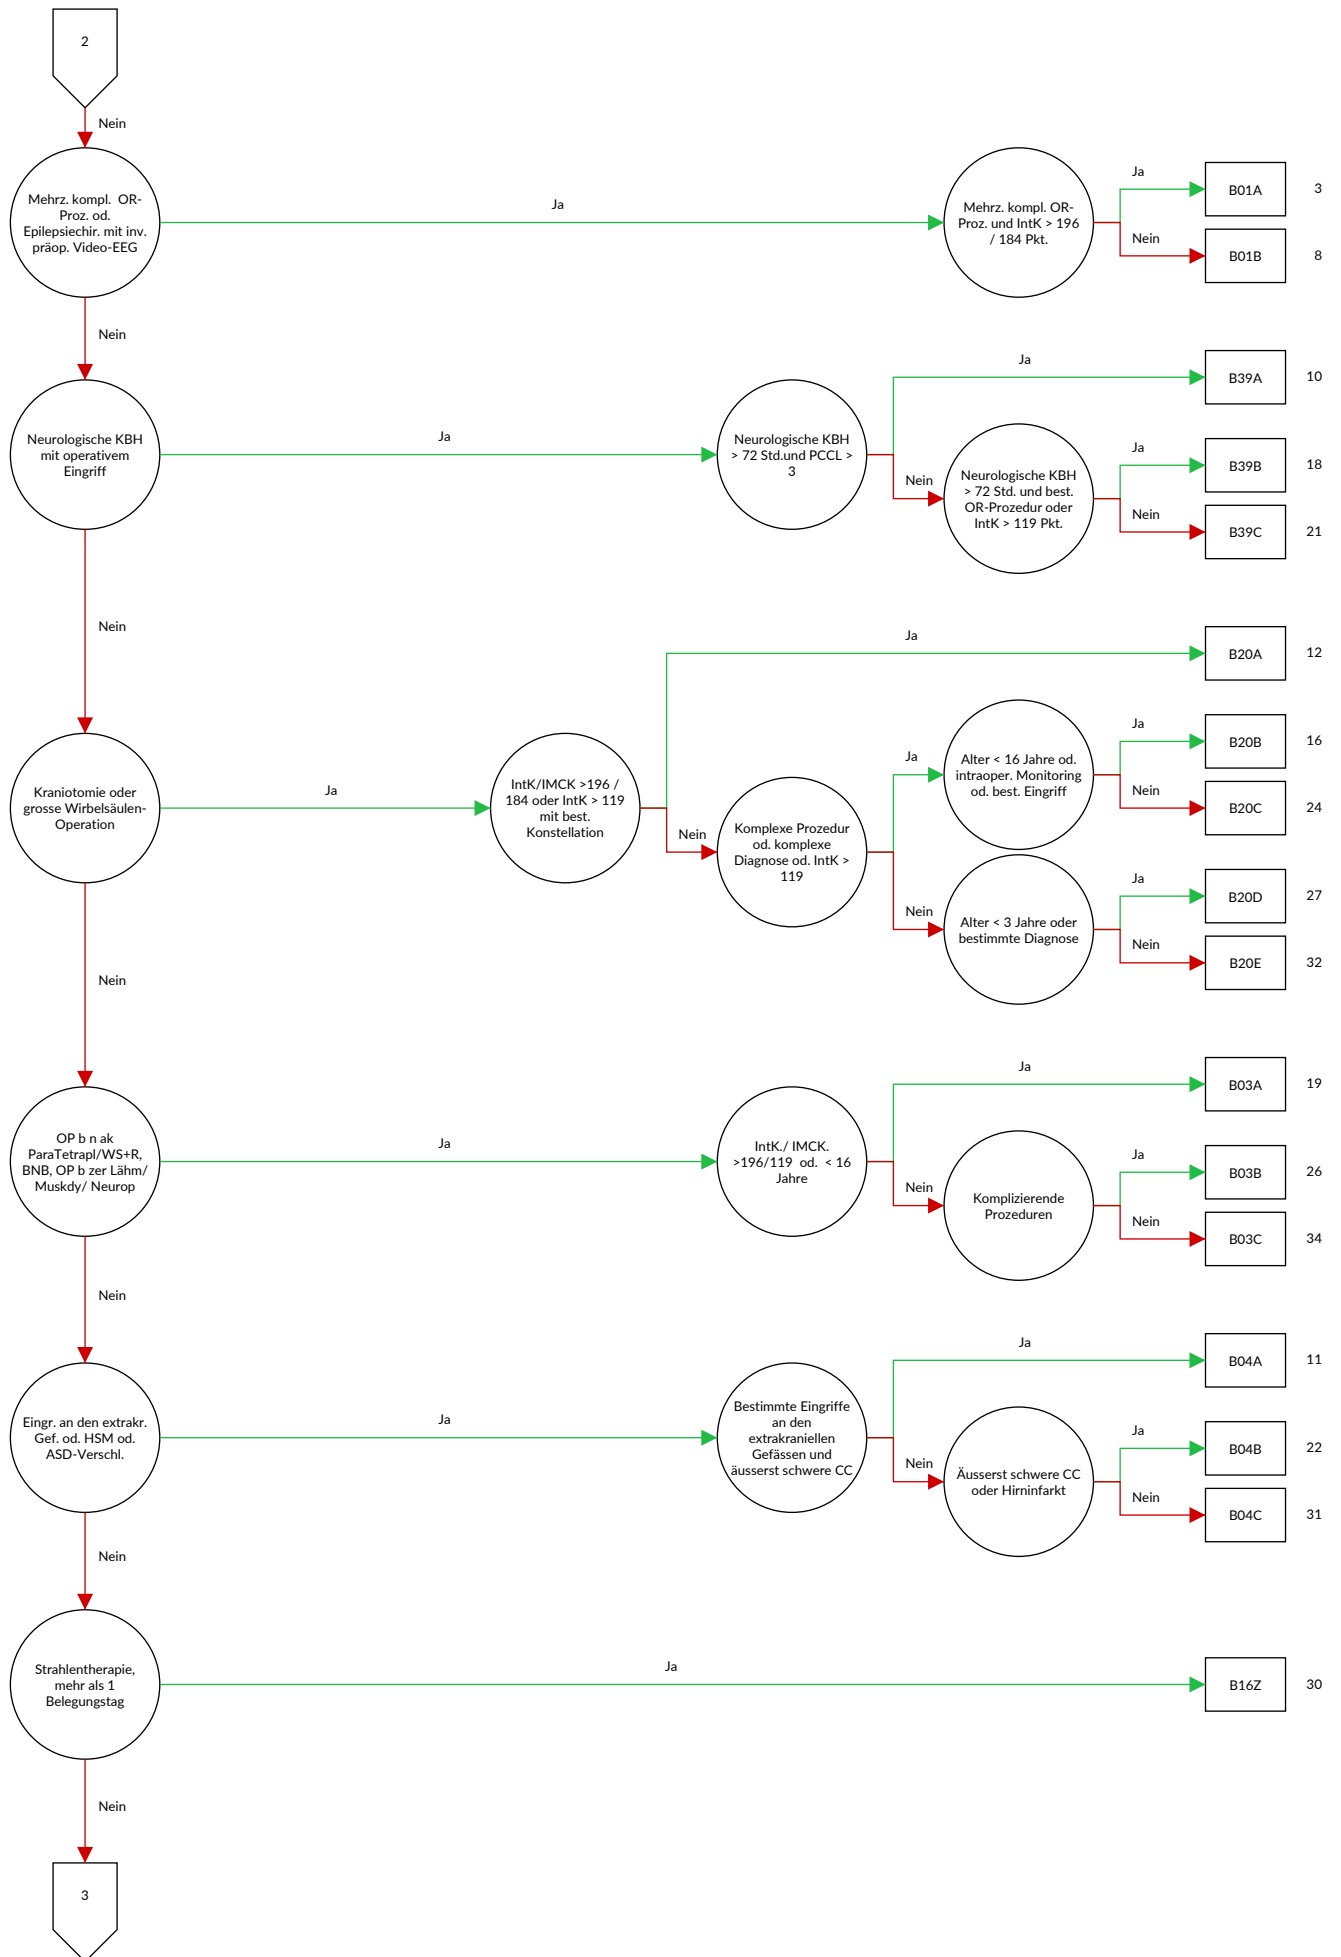 2
Nein
Mehrz. kompl. OR-
Proz. od.
Epilepsiechir. mit inv.
präop. Video-EEG
Ja
Mehrz. kompl. OR-
Proz. und IntK > 196
/ 184 Pkt.
Ja
B01A
3
Nein
B01B
8
Nein
Neurologische KBH
mit operativem
Eingriff
Ja
Neurologische KBH
> 72 Std.und PCCL >
3
Ja
B39A
10
Nein
Neurologische KBH
> 72 Std. und best.
OR-Prozedur oder
IntK > 119 Pkt.
Ja
B39B
18
Nein
B39C
21
Nein
Kraniotomie oder
grosse Wirbelsäulen-
Operation
Ja
IntK/IMCK >196 /
184 oder IntK > 119
mit best.
Konstellation
Ja
B20A
12
Nein
Komplexe Prozedur
od. komplexe
Diagnose od. IntK >
119
Ja
Alter < 16 Jahre od.
intraoper. Monitoring
od. best. Eingriff
Ja
B20B
16
Nein
B20C
24
Nein
Alter < 3 Jahre oder
bestimmte Diagnose
Ja
B20D
27
Nein
B20E
32
Nein
OP b n ak
ParaTetrapl/WS+R,
BNB, OP b zer Lähm/
Muskdy/ Neurop
Ja
IntK./ IMCK.
>196/119 od. < 16
Jahre
Ja
B03A
19
Nein
Komplizierende
Prozeduren
Ja
B03B
26
Nein
B03C
34
Nein
Eingr. an den extrakr.
Gef. od. HSM od.
ASD-Verschl.
Ja
Bestimmte Eingriffe
an den
extrakraniellen
Gefässen und
äusserst schwere CC
Ja
B04A
11
Nein
Äusserst schwere CC
oder Hirninfarkt
Ja
B04B
22
Nein
B04C
31
Nein
Strahlentherapie,
mehr als 1
Belegungstag
Ja
B16Z
30
Nein
3